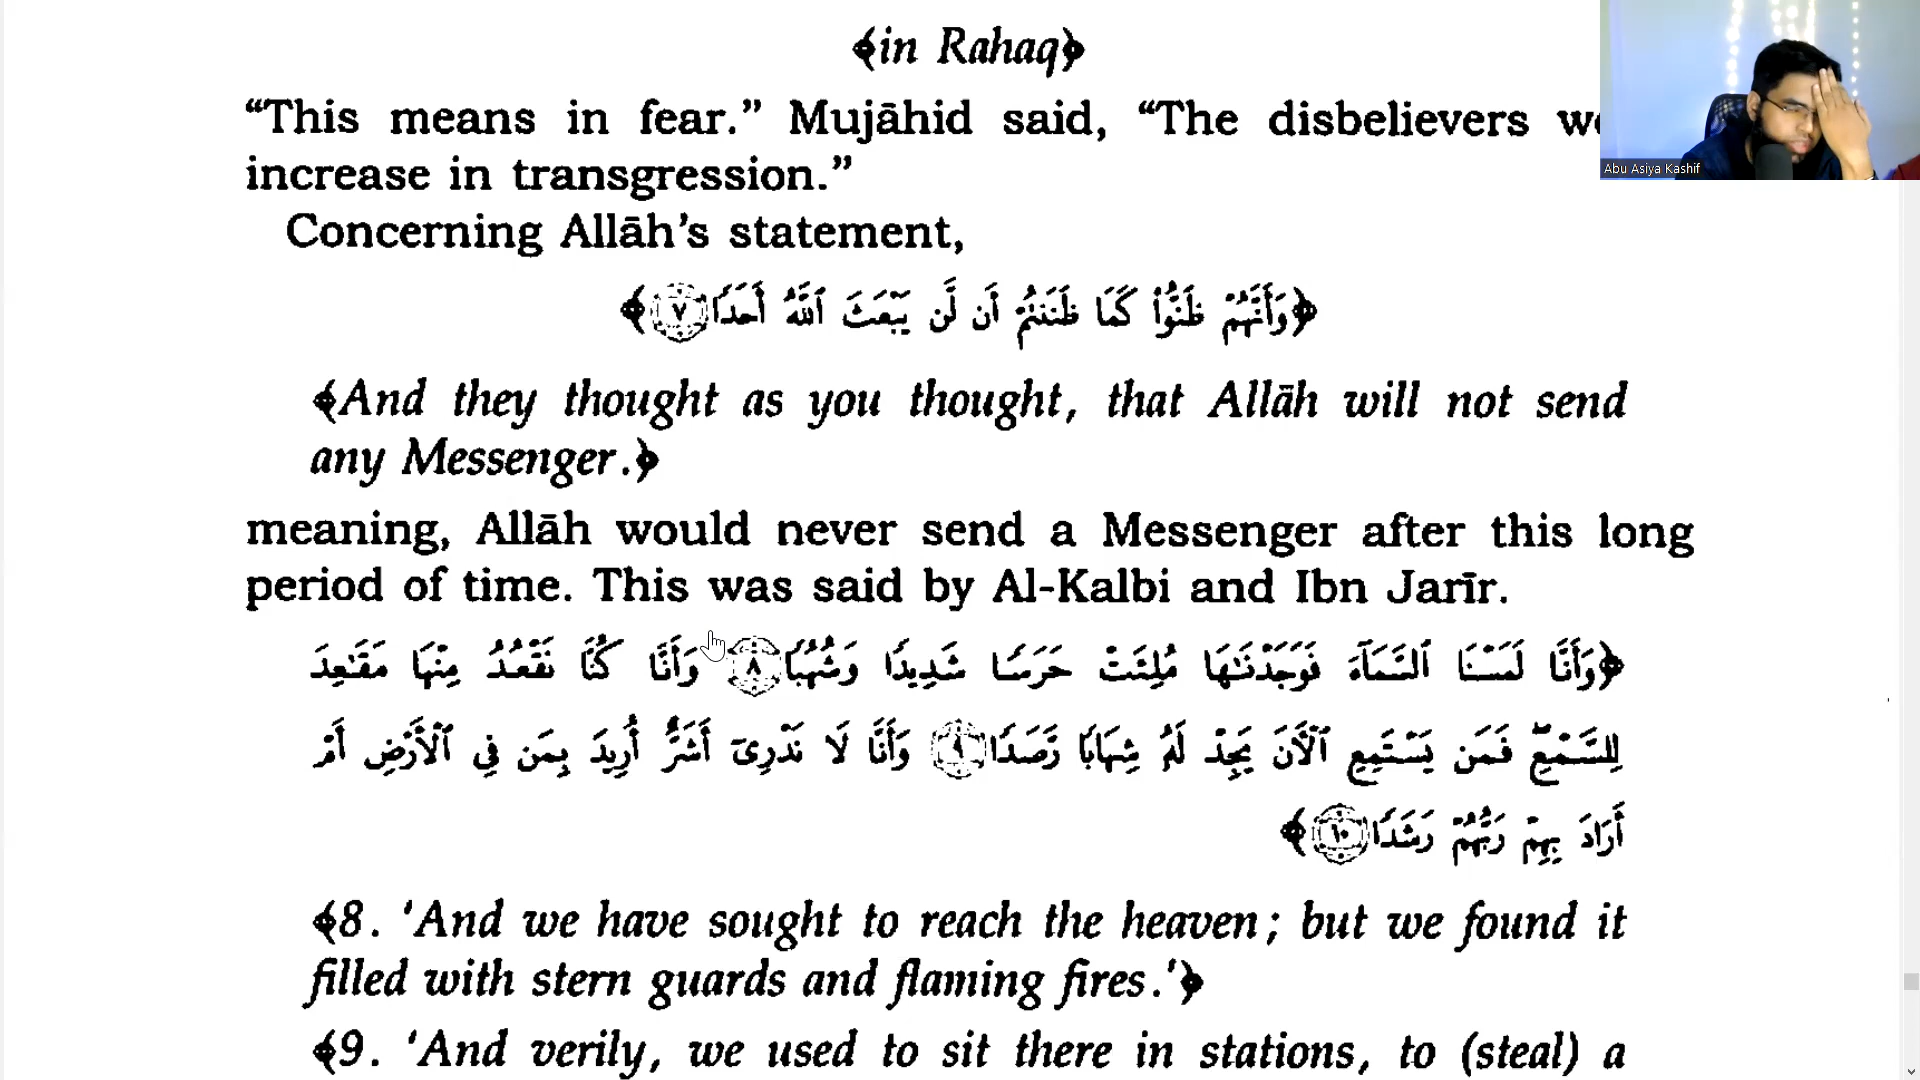 ﴾in Rahaq﴿
“This means in fear.” Mujāhid said, “The disbelievers
increase in transgression.”
Concerning Allāh’s statement,
﴿وَأَنَّهُمْ ظَنُّوا۟ كَمَا ظَنَنتُمْ أَن لَّن يَبْعَثَ ٱللَّهُ أَحَدًا ٧﴾
﴾And they thought as you thought, that Allāh will not send
any Messenger.﴿
meaning, Allāh would never send a Messenger after this long
period of time. This was said by Al-Kalbi and Ibn Jarīr.
﴿وَأَنَّا لَمَسْنَا ٱلسَّمَآءَ فَوَجَدْنَـٰهَا مُلِئَتْ حَرَسًا شَدِيدًا وَشُهُبًا ٨ وَأَنَّا كُنَّا نَقْعُدُ مِنْهَا مَقَـٰعِدَ
لِلسَّمْعِ ۖ فَمَن يَسْتَمِعِ ٱلْـَٔانَ يَجِدْ لَهُۥ شِهَابًا رَّصَدًا ٩ وَأَنَّا لَا نَدْرِىٓ أَشَرٌّ أُرِيدَ بِمَن فِى ٱلْأَرْضِ أَمْ
أَرَادَ بِهِمْ رَبُّهُمْ رَشَدًا ١٠﴾
﴾8. ‘And we have sought to reach the heaven; but we found it
filled with stern guards and flaming fires.’﴿
﴾9. ‘And verily, we used to sit there in stations, to (steal) a
Abu Asiya Kashif